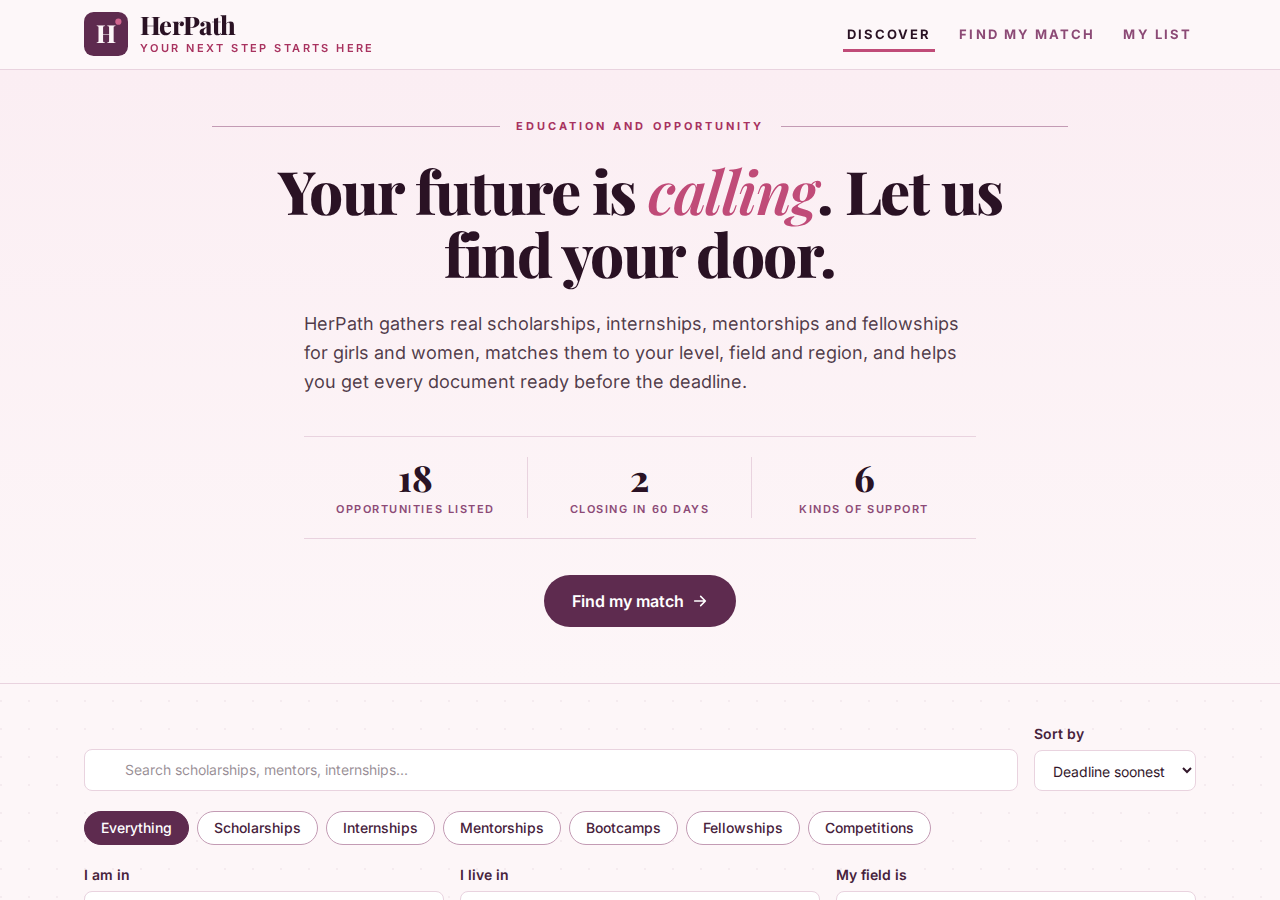 H
HerPath
YOUR NEXT STEP STARTS HERE
DISCOVER
FIND MY MATCH
MY LIST
EDUCATION AND OPPORTUNITY
Your future is calling. Let us
find your door.
HerPath gathers real scholarships, internships, mentorships and fellowships
for girls and women, matches them to your level, field and region, and helps
you get every document ready before the deadline.
18
OPPORTUNITIES LISTED
2
CLOSING IN 60 DAYS
6
KINDS OF SUPPORT
Find my match →
Sort by
Search scholarships, mentors, internships...
Deadline soonest
Everything
Scholarships
Internships
Mentorships
Bootcamps
Fellowships
Competitions
I am in
I live in
My field is